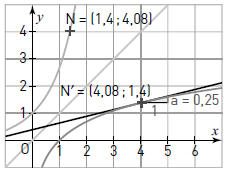 y
N = (1,4 ; 4,08)
4
3
2
N' = (4,08 ; 1,4)
a = 0,25
1
1
x
0
1
2
3
4
5
6